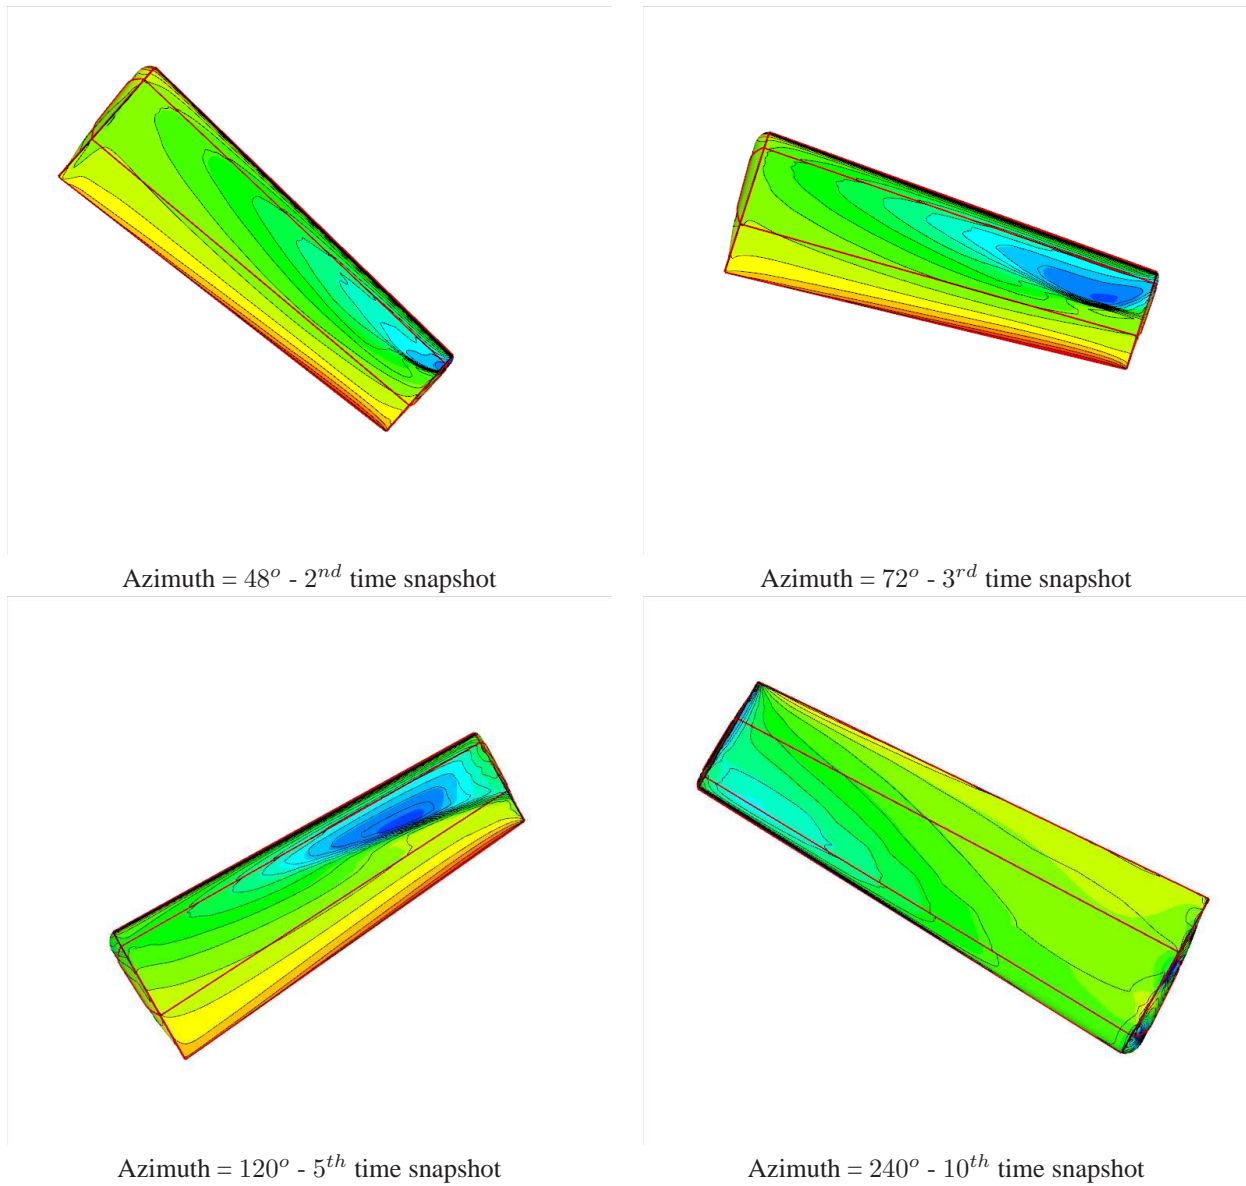 Azimuth = 48° - 2nd time snapshot
Azimuth = 72° - 3rd time snapshot
Azimuth = 120° - 5th time snapshot
Azimuth = 240° - 10th time snapshot